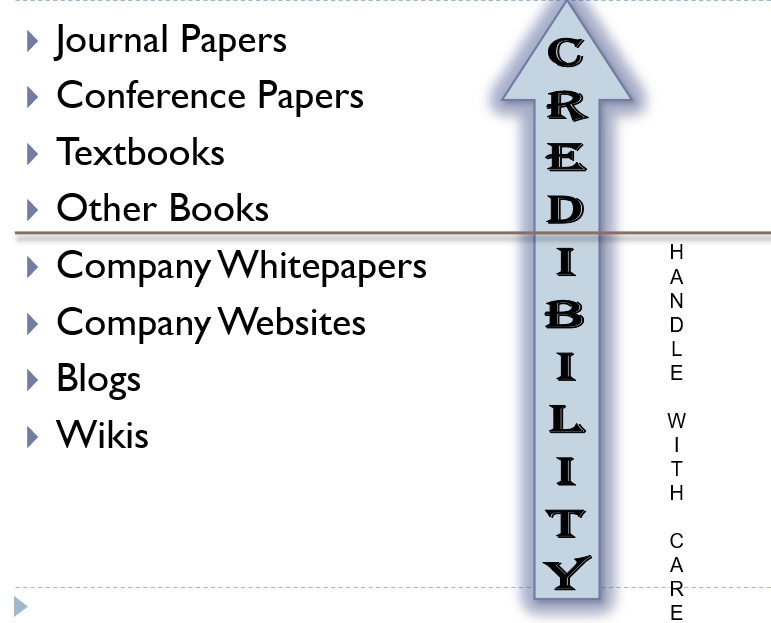 Journal Papers
Conference Papers
Textbooks
Other Books
Company Whitepapers
Company Websites
Blogs
Wikis
CREDIBILITY
HANDLE WITH CARE